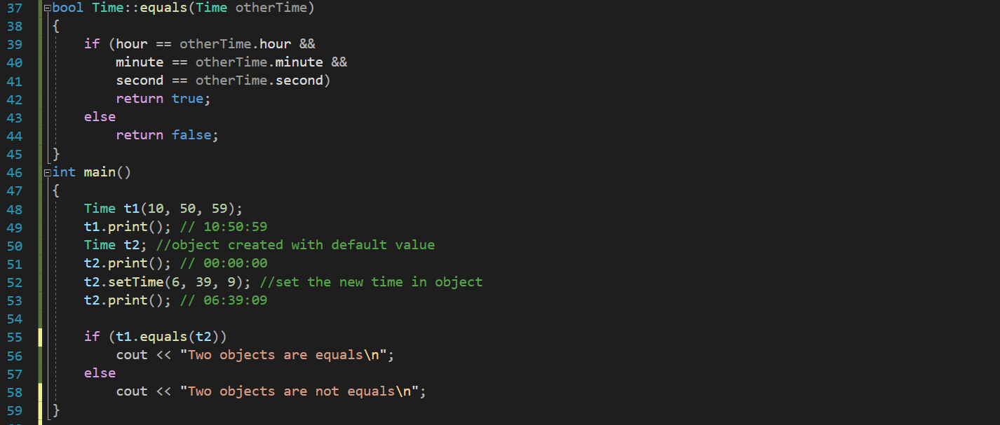 37 bool Time::equals(Time otherTime)
38 {
39     if (hour == otherTime.hour &&
40         minute == otherTime.minute &&
41         second == otherTime.second)
42         return true;
43     else
44         return false;
45 }
46 int main()
47 {
48     Time t1(10, 50, 59);
49     t1.print(); // 10:50:59
50     Time t2; //object created with default value
51     t2.print(); // 00:00:00
52     t2.setTime(6, 39, 9); //set the new time in object
53     t2.print(); // 06:39:09
54
55     if (t1.equals(t2))
56         cout << "Two objects are equals\n";
57     else
58         cout << "Two objects are not equals\n";
59 }